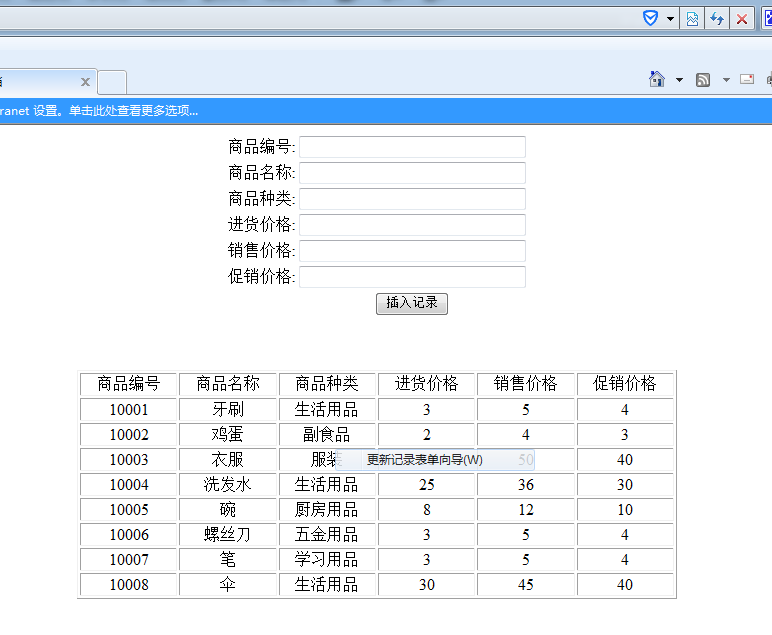 ranet 设置。单击此处查看更多选项...
商品编号:
商品名称:
商品种类:
进货价格:
销售价格:
促销价格:
插入记录
商品编号 商品名称 商品种类 进货价格 销售价格 促销价格
10001 牙刷 生活用品 3 5 4
10002 鸡蛋 副食品 2 4 3
10003 衣服 服装 更新记录表单向导(W) 50 40
10004 洗发水 生活用品 25 36 30
10005 碗 厨房用品 8 12 10
10006 螺丝刀 五金用品 3 5 4
10007 笔 学习用品 3 5 4
10008 伞 生活用品 30 45 40